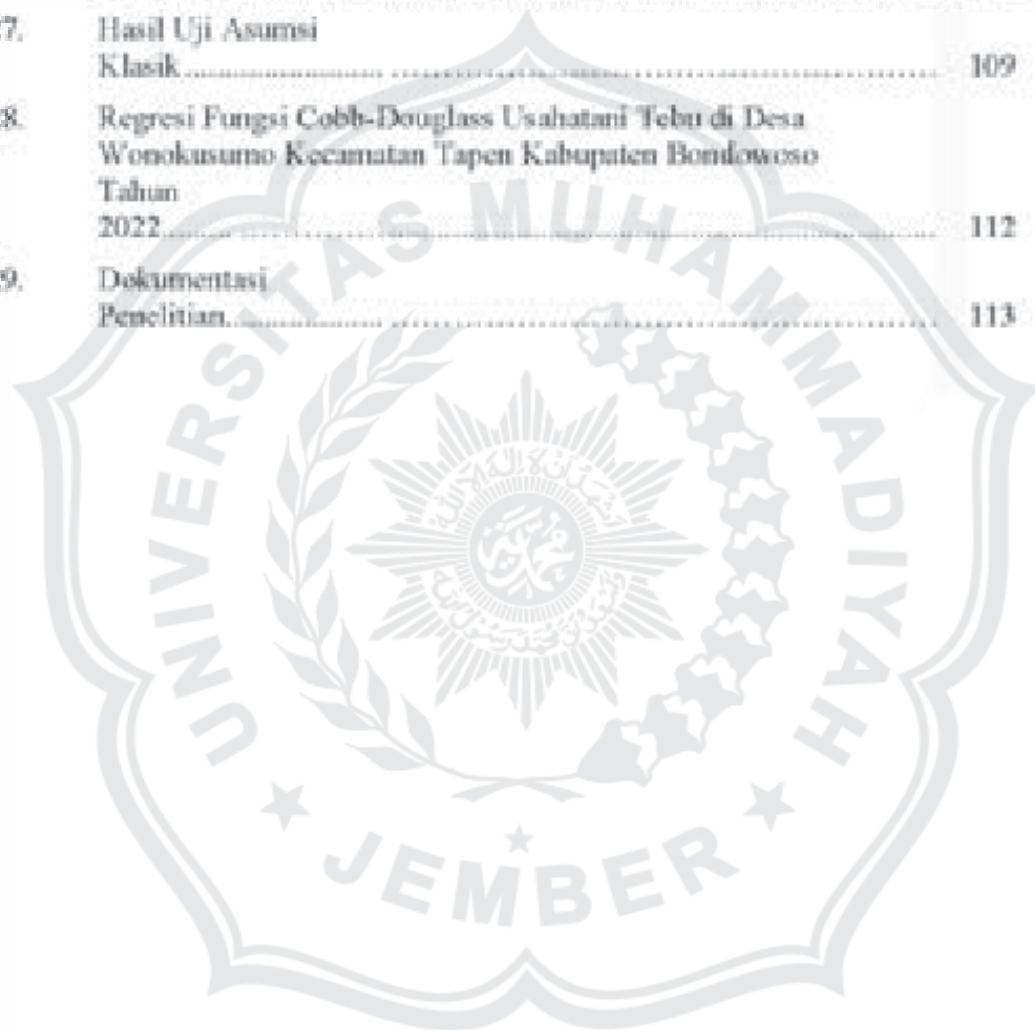 7. Hasil Uji Asumsi
Klasik ........................ ........................ 109
8. Regresi Fungsi Cobb-Douglass Usahatani Tebu di Desa
Wonokusumo Kecamatan Tapen Kabupaten Bondowoso
Tahun
2022 ........................ ........................ 112
9. Dokumentasi
Penelitian ........................ ........................ 113
UNIVERSITAS MUHAMMADIYAH
JEMBER